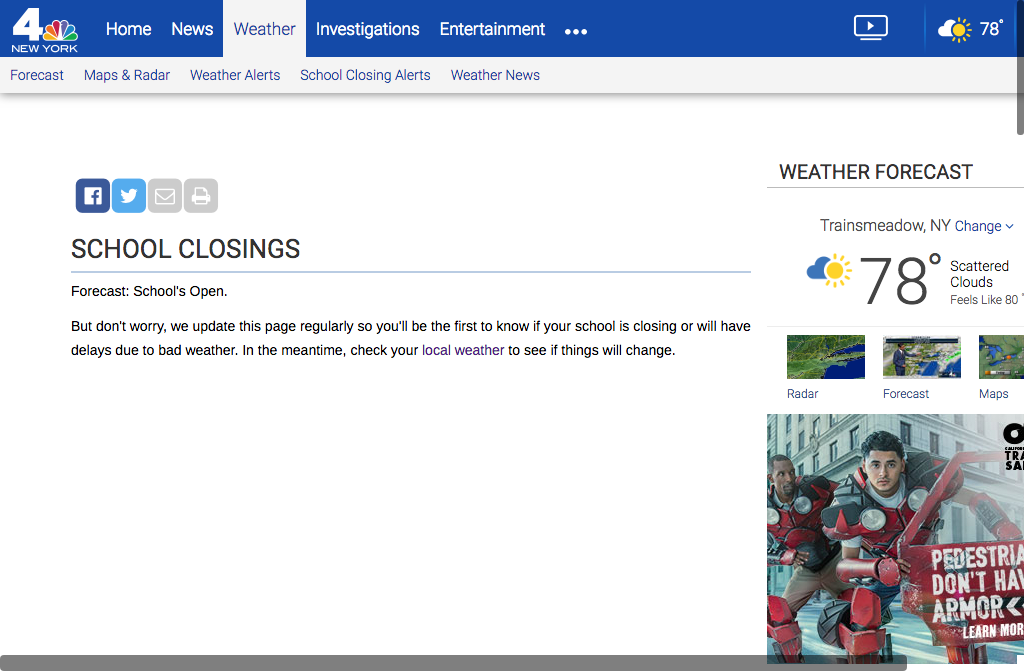 4
NEW YORK
Home
News
Weather
Investigations
Entertainment
78°
Forecast
Maps & Radar
Weather Alerts
School Closing Alerts
Weather News
SCHOOL CLOSINGS
Forecast: School's Open.
But don't worry, we update this page regularly so you'll be the first to know if your school is closing or will have
delays due to bad weather. In the meantime, check your local weather to see if things will change.
WEATHER FORECAST
Trainsmeadow, NY Change
78°
Scattered
Clouds
Feels Like 80 °
Radar
Forecast
Maps
PEDESTRIA
DON'T HAV
ARMOR
LEARN MOR